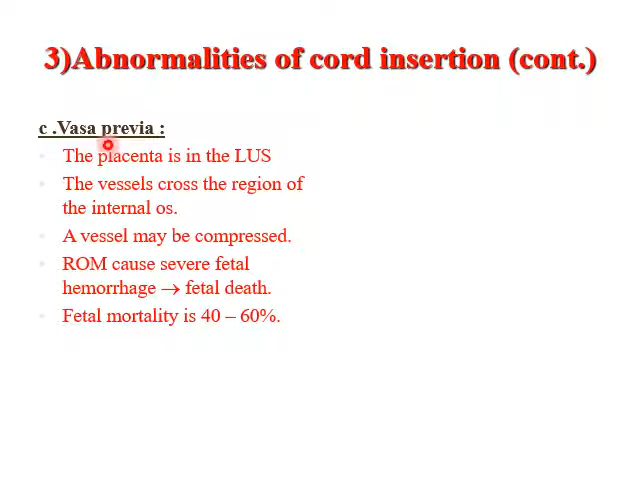 3)Abnormalities of cord insertion (cont.)
c .Vasa previa :
The placenta is in the LUS
The vessels cross the region of
the internal os.
A vessel may be compressed.
ROM cause severe fetal
hemorrhage → fetal death.
Fetal mortality is 40 – 60%.